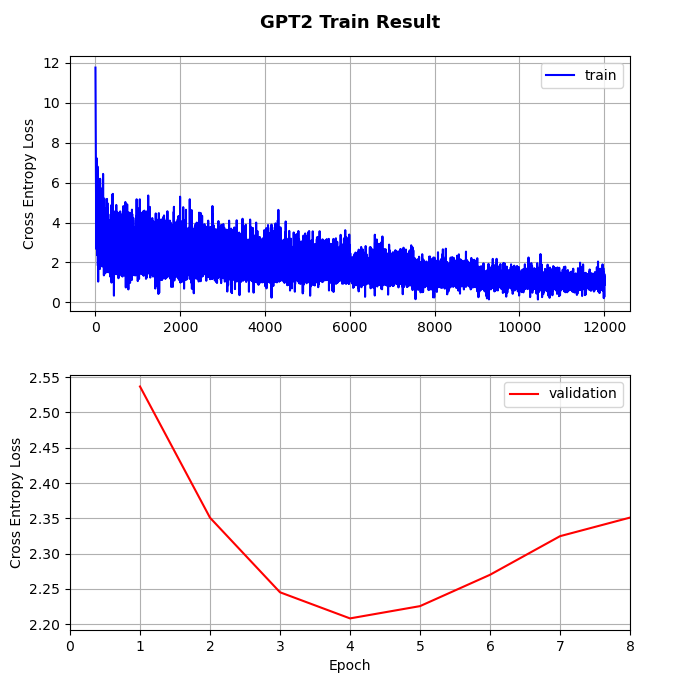 GPT2 Train Result
12
10
8
6
4
2
0
Cross Entropy Loss
train
0 2000 4000 6000 8000 10000 12000
2.55
2.50
2.45
2.40
2.35
2.30
2.25
2.20
Cross Entropy Loss
validation
0 1 2 3 4 5 6 7 8
Epoch